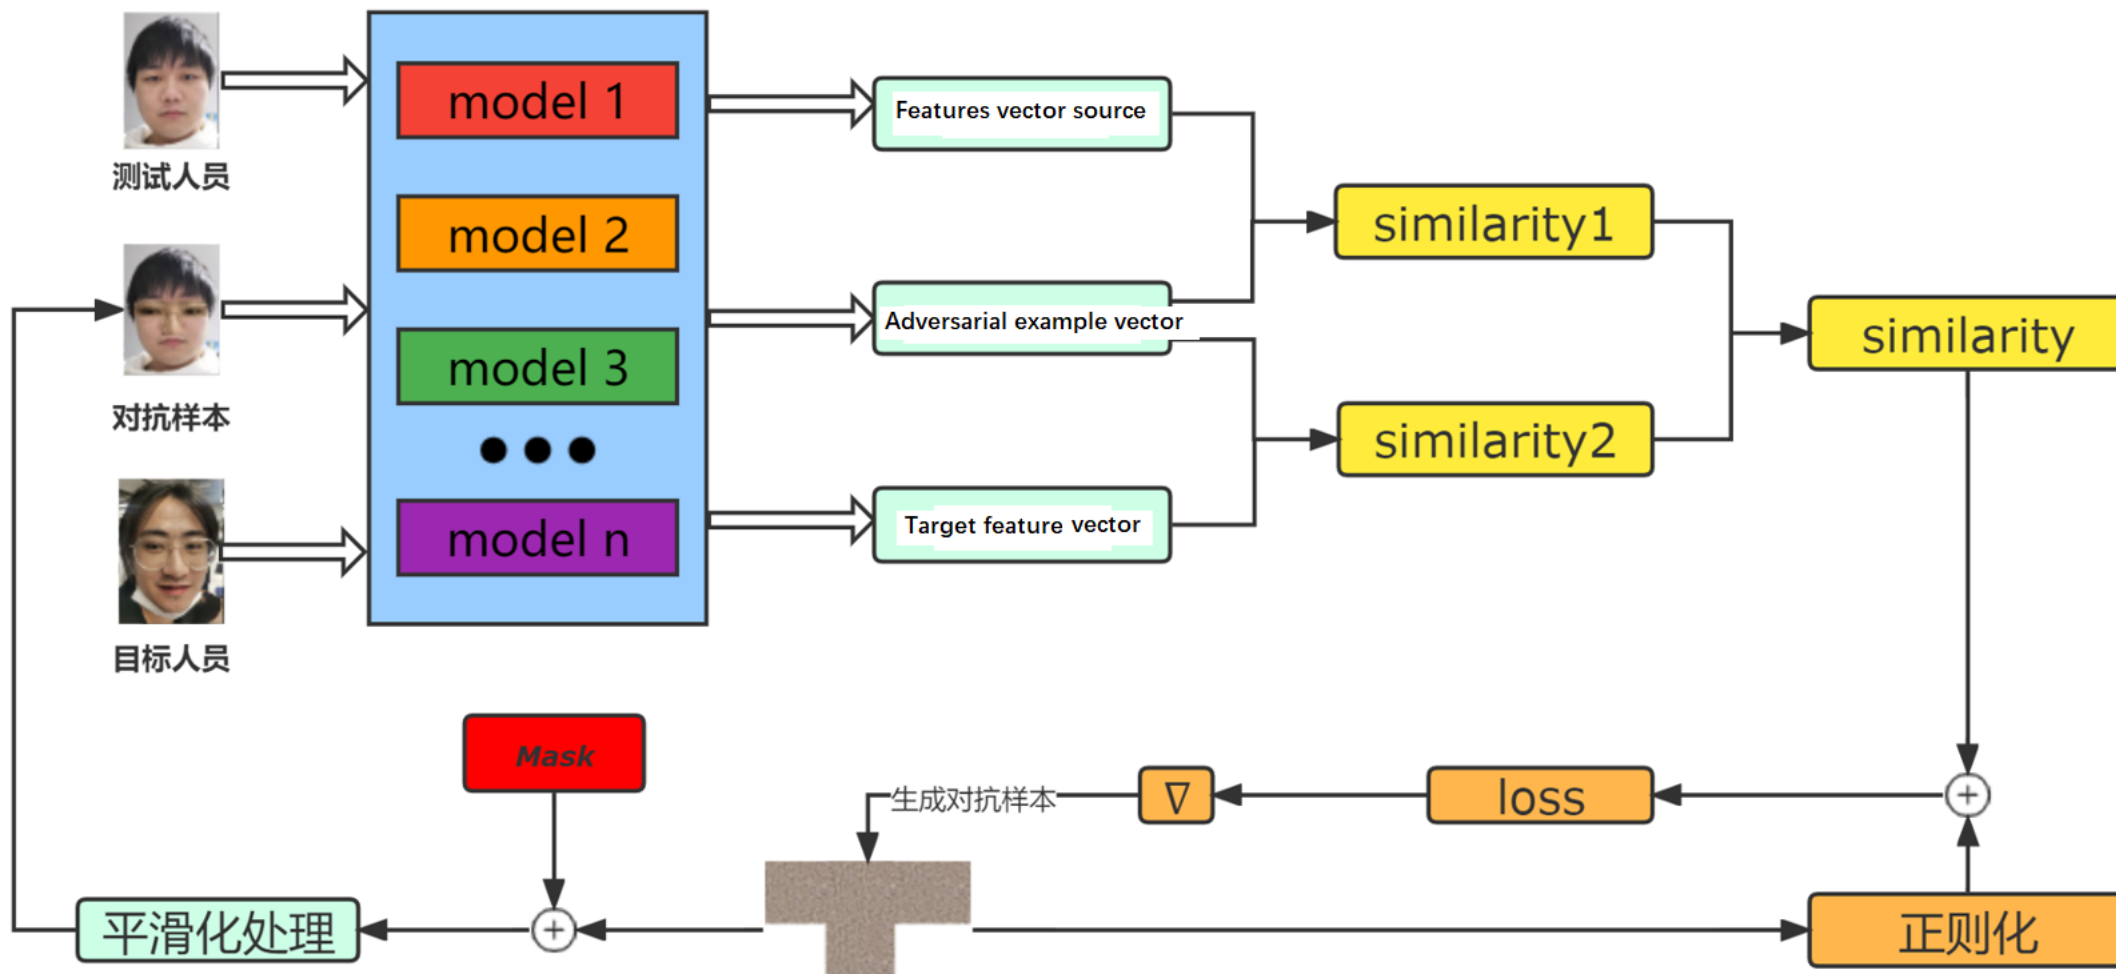 测试人员
对抗样本
目标人员
model 1
model 2
model 3
model n
Features vector source
Adversarial example vector
Target feature vector
similarity1
similarity2
similarity
Mask
生成对抗样本
∇
loss
+
平滑化处理
+
正则化